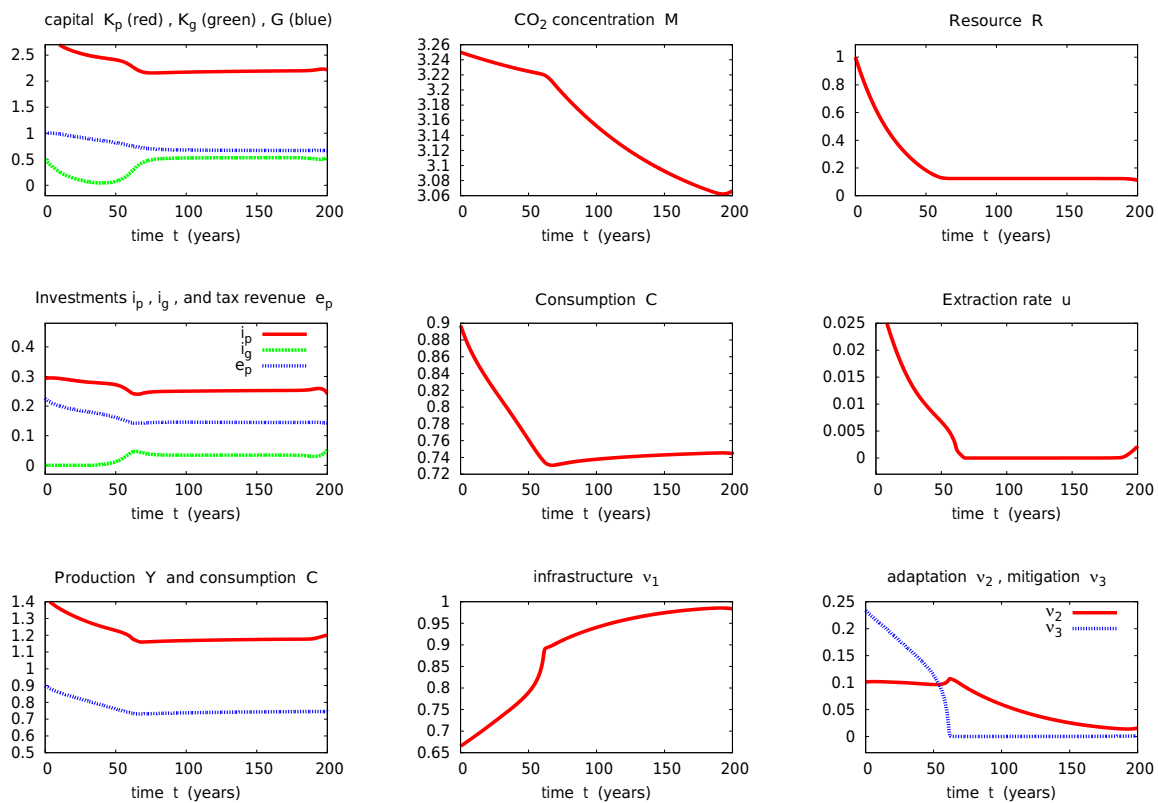 capital K_p (red) , K_g (green) , G (blue)
2.5
2
1.5
1
0.5
0
0 50 100 150 200
time t (years)
CO_2 concentration M
3.26
3.24
3.22
3.2
3.18
3.16
3.14
3.12
3.1
3.08
3.06
0 50 100 150 200
time t (years)
Resource R
1
0.8
0.6
0.4
0.2
0
0 50 100 150 200
time t (years)
Investments i_p , i_g , and tax revenue e_p
i_p
i_g
e_p
0.4
0.3
0.2
0.1
0
0 50 100 150 200
time t (years)
Consumption C
0.9
0.88
0.86
0.84
0.82
0.8
0.78
0.76
0.74
0.72
0 50 100 150 200
time t (years)
Extraction rate u
0.025
0.02
0.015
0.01
0.005
0
0 50 100 150 200
time t (years)
Production Y and consumption C
1.4
1.3
1.2
1.1
1
0.9
0.8
0.7
0.6
0.5
0 50 100 150 200
time t (years)
infrastructure ν_1
1
0.95
0.9
0.85
0.8
0.75
0.7
0.65
0 50 100 150 200
time t (years)
adaptation ν_2 , mitigation ν_3
ν_2
ν_3
0.25
0.2
0.15
0.1
0.05
0
0 50 100 150 200
time t (years)